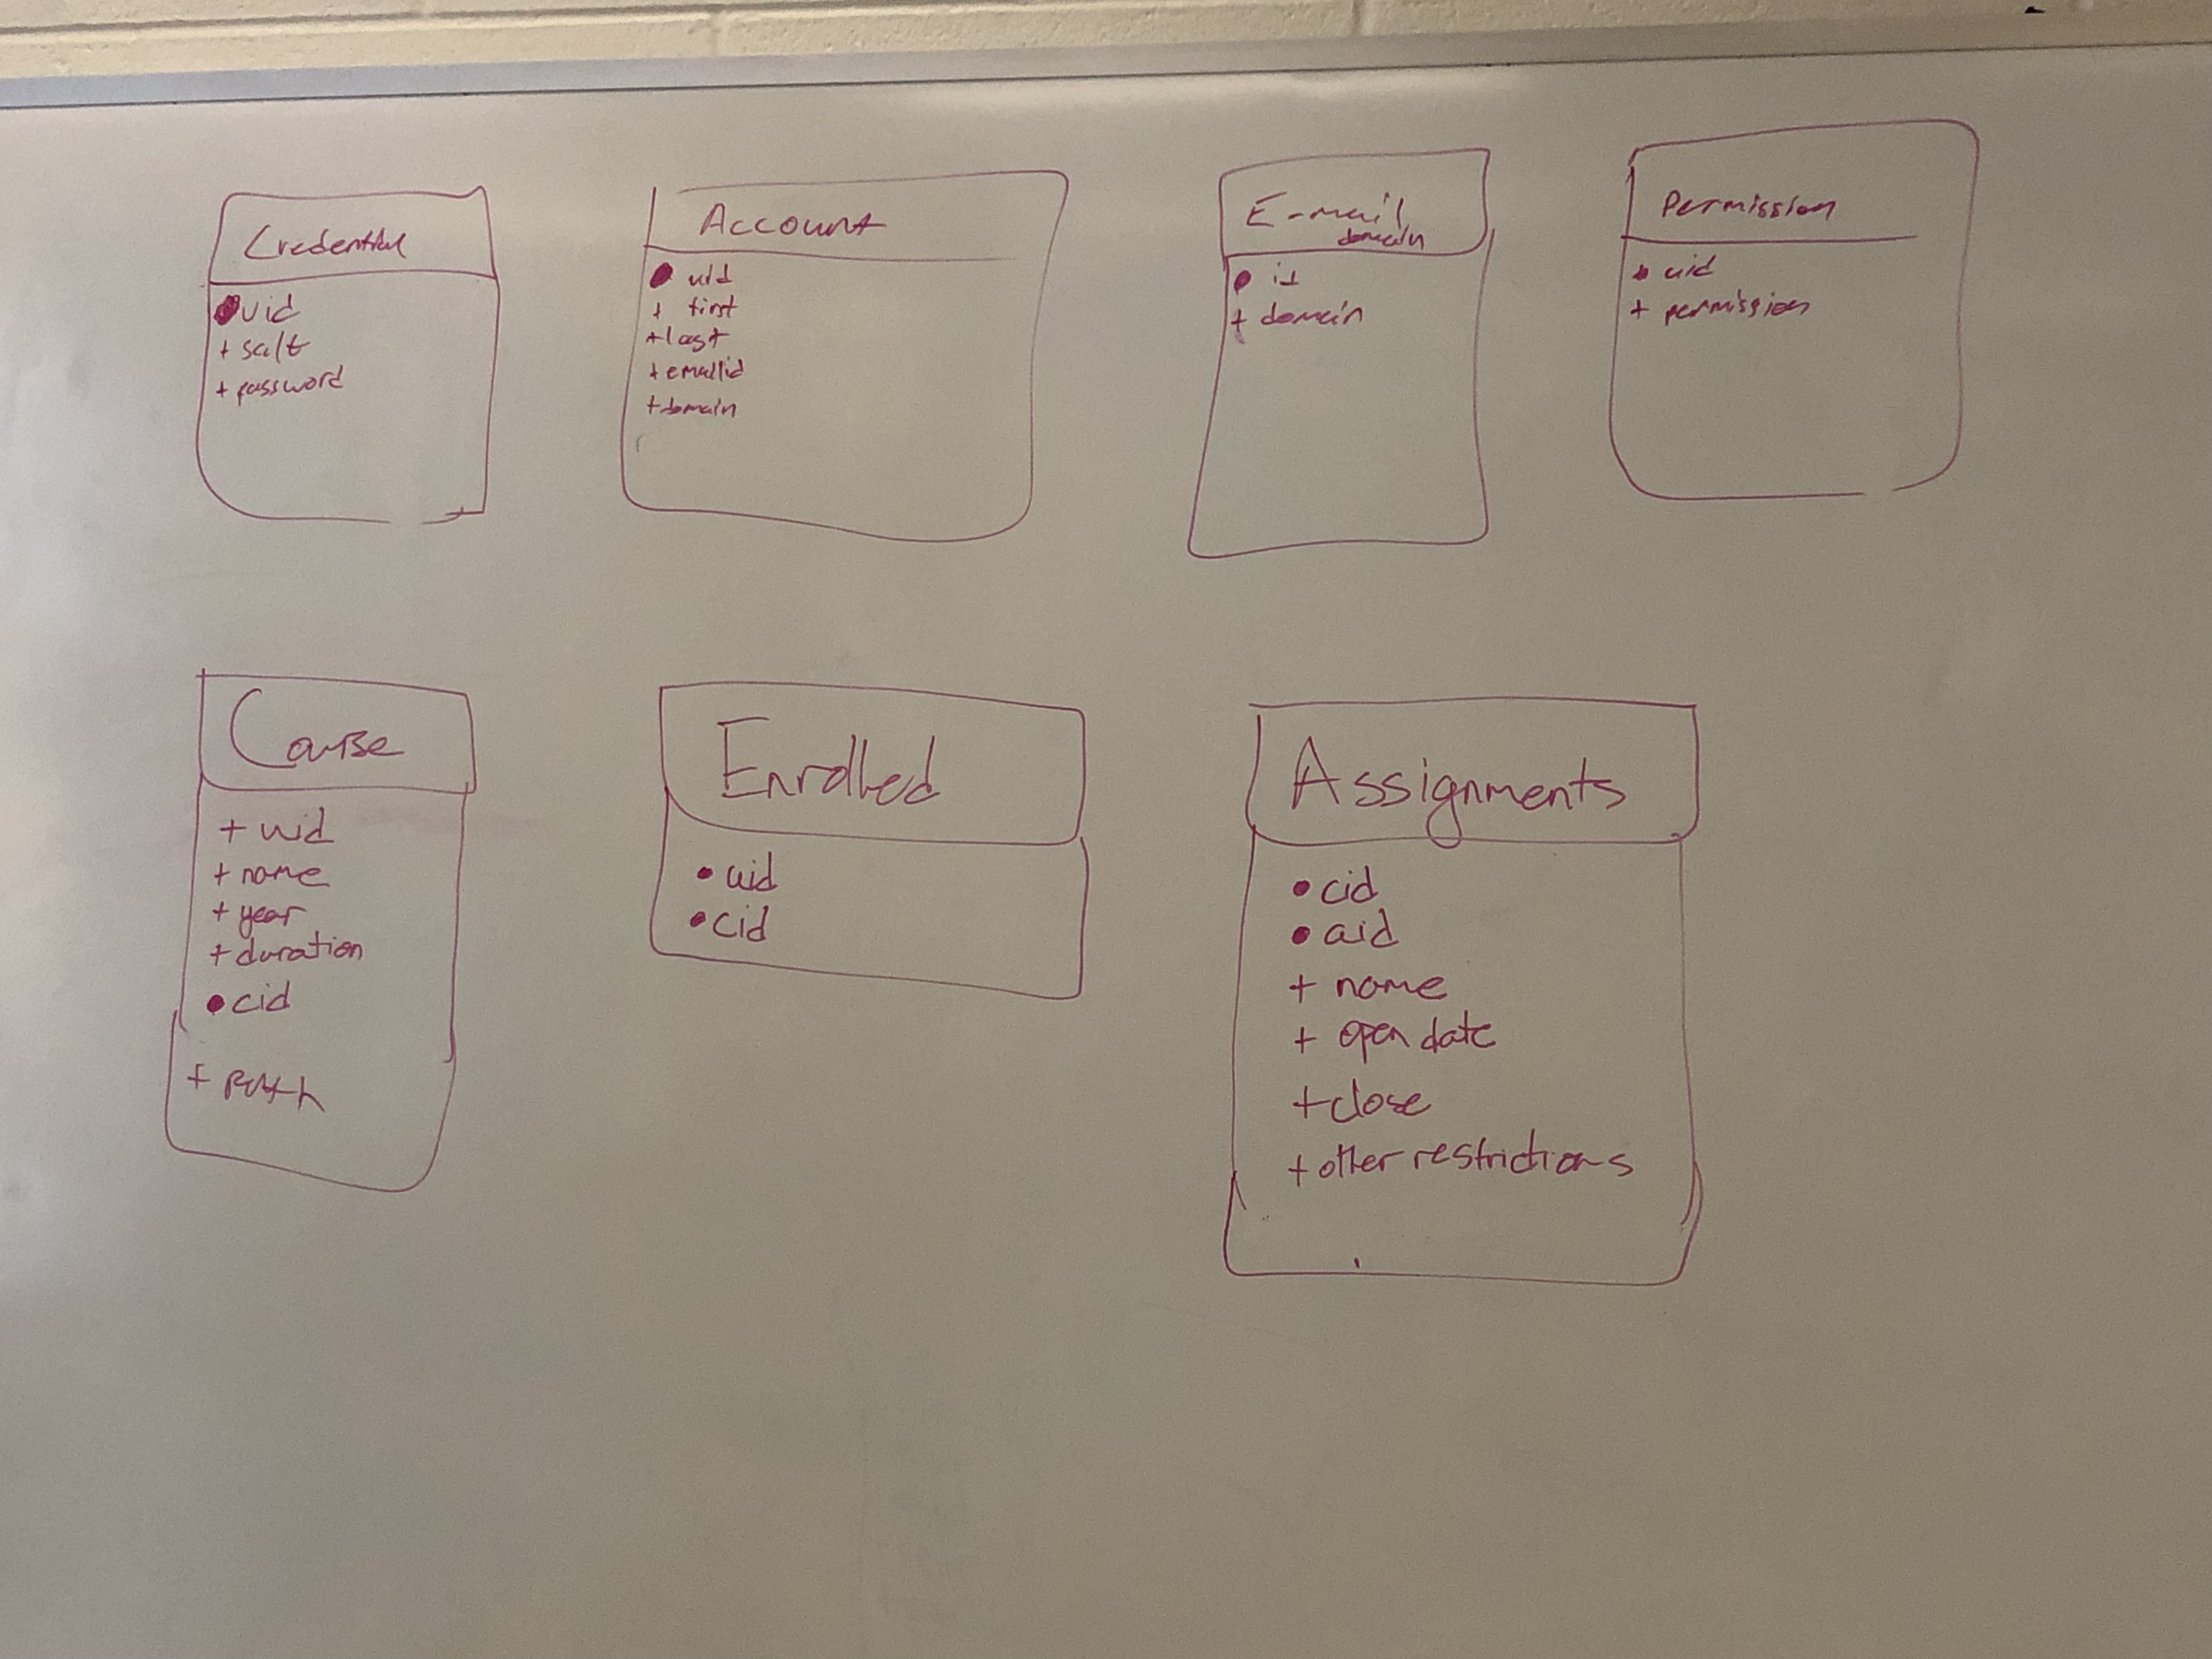 Credential
● uid
+ salt
+ password
Account
● uid
+ first
+ last
+ emailid
+ domain
E-mail
domain
● id
+ domain
Permission
● uid
+ permission
Course
+ uid
+ name
+ year
+ duration
● cid
+ path
Enrolled
● uid
● cid
Assignments
● cid
● aid
+ name
+ open date
+ close
+ other restrictions